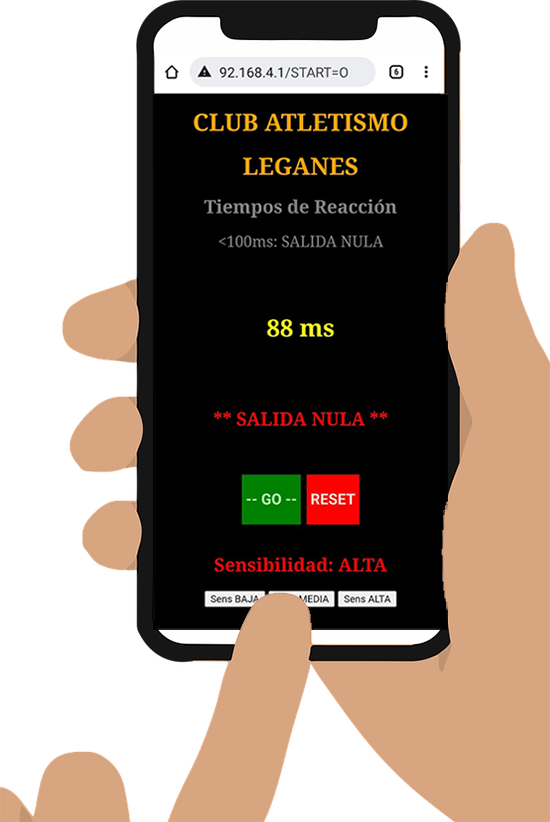 92.168.4.1/START=O
6
CLUB ATLETISMO
LEGANES
Tiempos de Reacción
<100ms: SALIDA NULA
88 ms
** SALIDA NULA **
-- GO -- RESET
Sensibilidad: ALTA
Sens BAJA MEDIA Sens ALTA